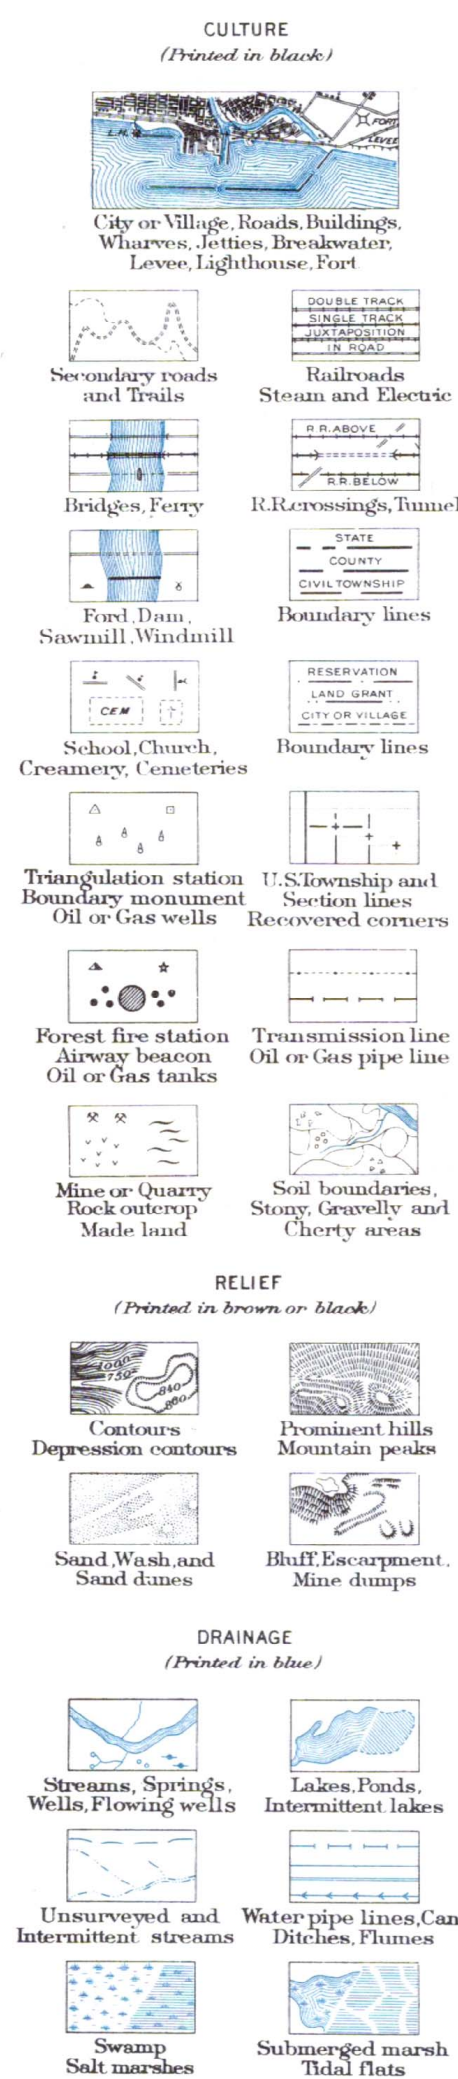 CULTURE
(Printed in black)
FORT
L.H.
LEVEE
City or Village, Roads, Buildings,
Wharves, Jetties, Breakwater,
Levee, Lighthouse, Fort
Secondary roads
and Trails
DOUBLE TRACK
SINGLE TRACK
JUXTAPOSITION
IN ROAD
Railroads
Steam and Electric
Bridges, Ferry
R.R. ABOVE
R.R. BELOW
R.R.crossings, Tunnel
Ford, Dam,
Sawmill, Windmill
STATE
COUNTY
CIVIL TOWNSHIP
Boundary lines
CEM
School, Church,
Creamery, Cemeteries
RESERVATION
LAND GRANT
CITY OR VILLAGE
Boundary lines
Triangulation station
Boundary monument
Oil or Gas wells
U.S.Township and
Section lines
Recovered corners
Forest fire station
Airway beacon
Oil or Gas tanks
Transmission line
Oil or Gas pipe line
Mine or Quarry
Rock outcrop
Made land
Soil boundaries,
Stony, Gravelly and
Cherty areas
RELIEF
(Printed in brown or black)
1000
750
840
860
Contours
Depression contours
Prominent hills
Mountain peaks
Sand, Wash, and
Sand dunes
Bluff, Escarpment,
Mine dumps
DRAINAGE
(Printed in blue)
Streams, Springs,
Wells, Flowing wells
Lakes, Ponds,
Intermittent lakes
Unsurveyed and
Intermittent streams
Water pipe lines, Can
Ditches, Flumes
Swamp
Salt marshes
Submerged marsh
Tidal flats